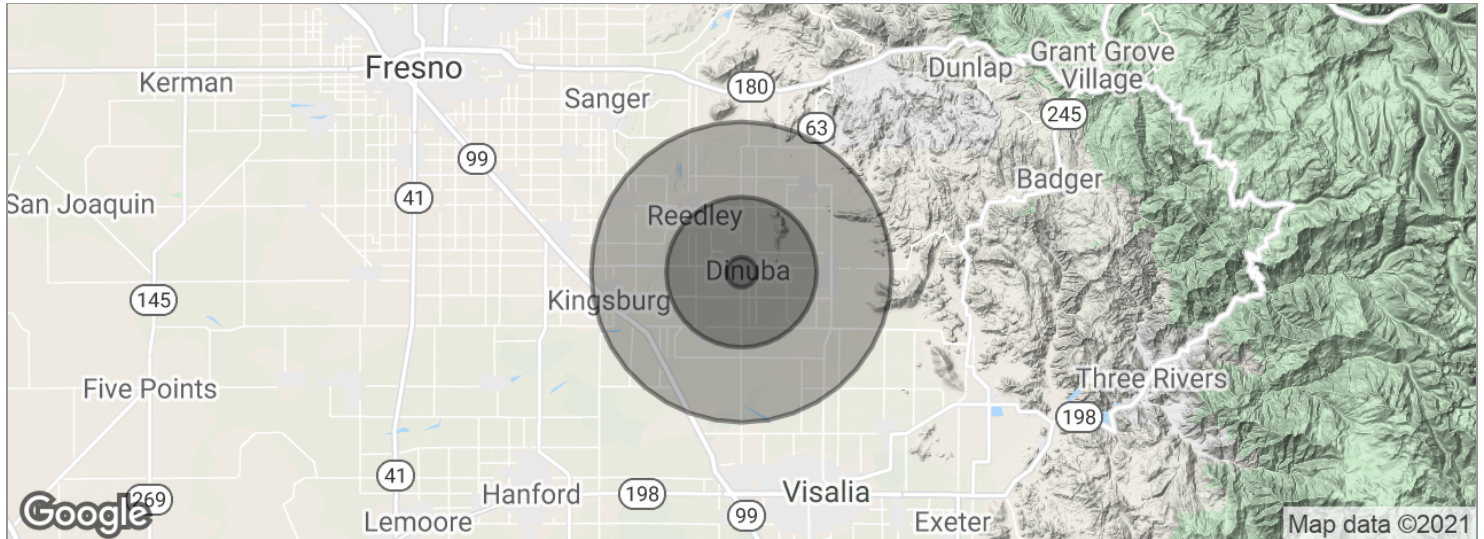 Grant Grove
Village
Dunlap
Fresno
Kerman
180
Sanger
245
63
99
Badger
41
San Joaquin
Reedley
Dinuba
145
Kingsburg
Three Rivers
Five Points
198
41
Hanford
198
Visalia
269
Google
99
Lemoore
Exeter
Map data ©2021